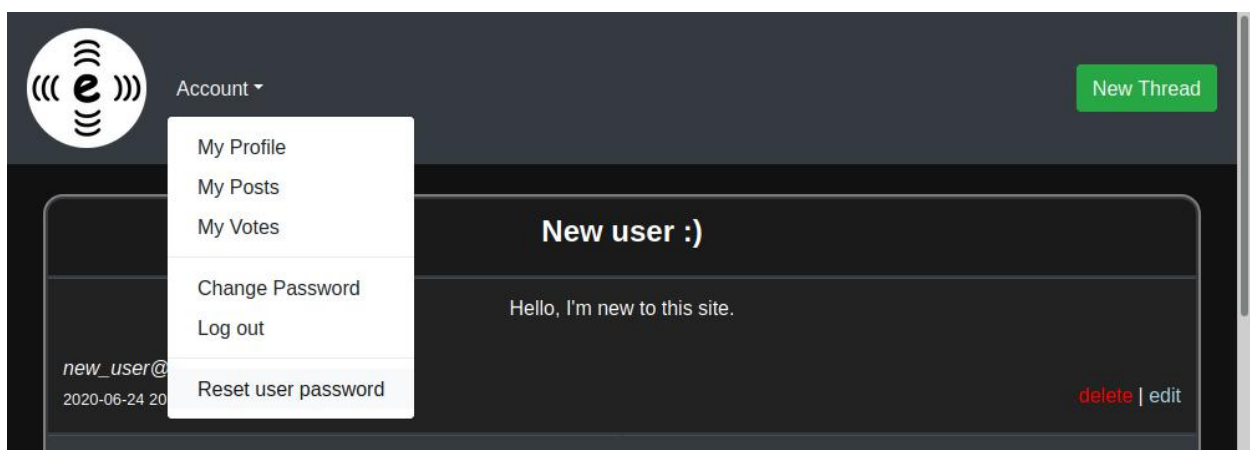 ((( e )))
Account
New Thread
My Profile
My Posts
My Votes
Change Password
Log out
Reset user password
New user :)
Hello, I'm new to this site.
new_user@
2020-06-24 20
delete | edit